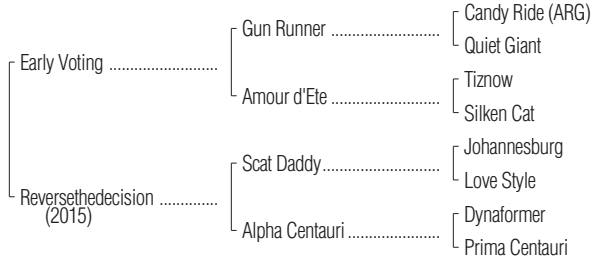 Candy Ride (ARG)
Gun Runner ........................
Quiet Giant
Early Voting ........................
Tiznow
Amour d'Ete ........................
Silken Cat
Johannesburg
Scat Daddy..........................
Love Style
Reversethedecision .............
(2015)
Dynaformer
Alpha Centauri ....................
Prima Centauri